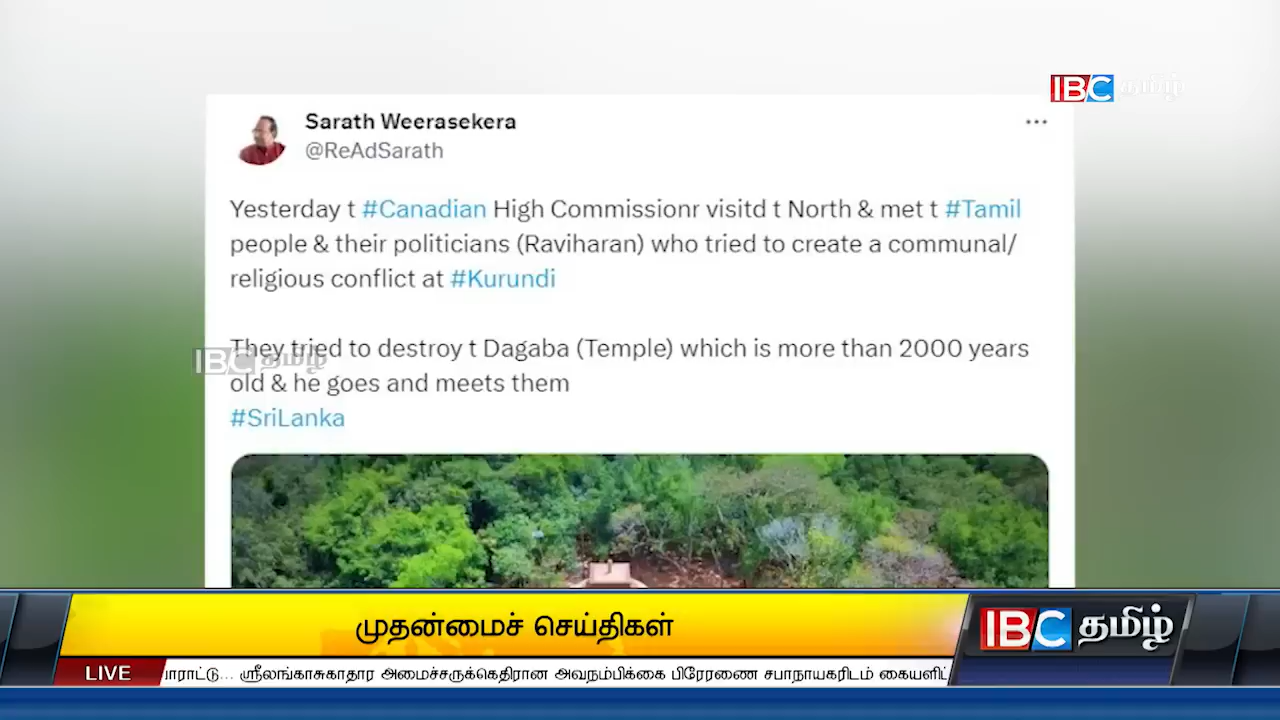 IBC தமிழ்
Sarath Weerasekera
@ReAdSarath
Yesterday t #Canadian High Commissionr visitd t North & met t #Tamil
people & their politicians (Raviharan) who tried to create a communal/
religious conflict at #Kurundi
They tried to destroy t Dagaba (Temple) which is more than 2000 years
IBC தமிழ்
old & he goes and meets them
#SriLanka
முதன்மைச் செய்திகள்
IBC தமிழ்
LIVE
ாராட்டு... ஸ்ரீலங்காசுகாதார அமைச்சருக்கெதிரான அவநம்பிக்கை பிரேரணை சபாநாயகரிடம் கையளிட்